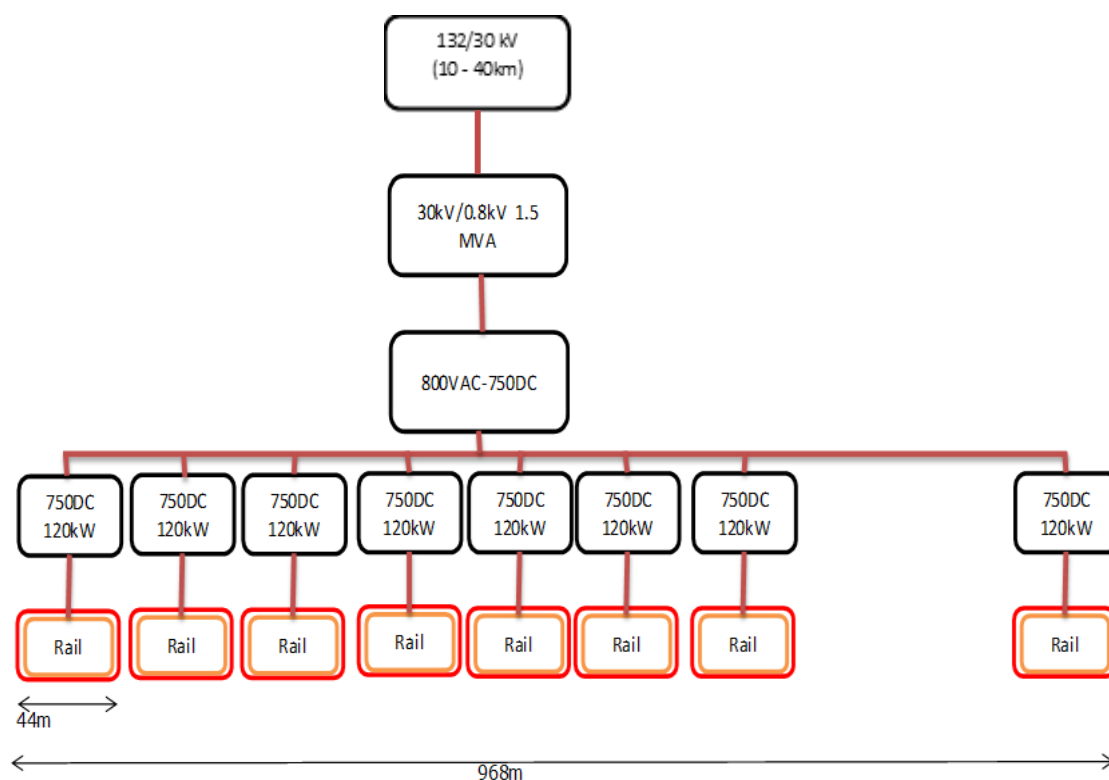 132/30 kV
(10 - 40km)
30kV/0.8kV 1.5
MVA
800VAC-750DC
750DC
120kW
750DC
120kW
750DC
120kW
750DC
120kW
750DC
120kW
750DC
120kW
750DC
120kW
750DC
120kW
Rail
Rail
Rail
Rail
Rail
Rail
Rail
Rail
44m
968m